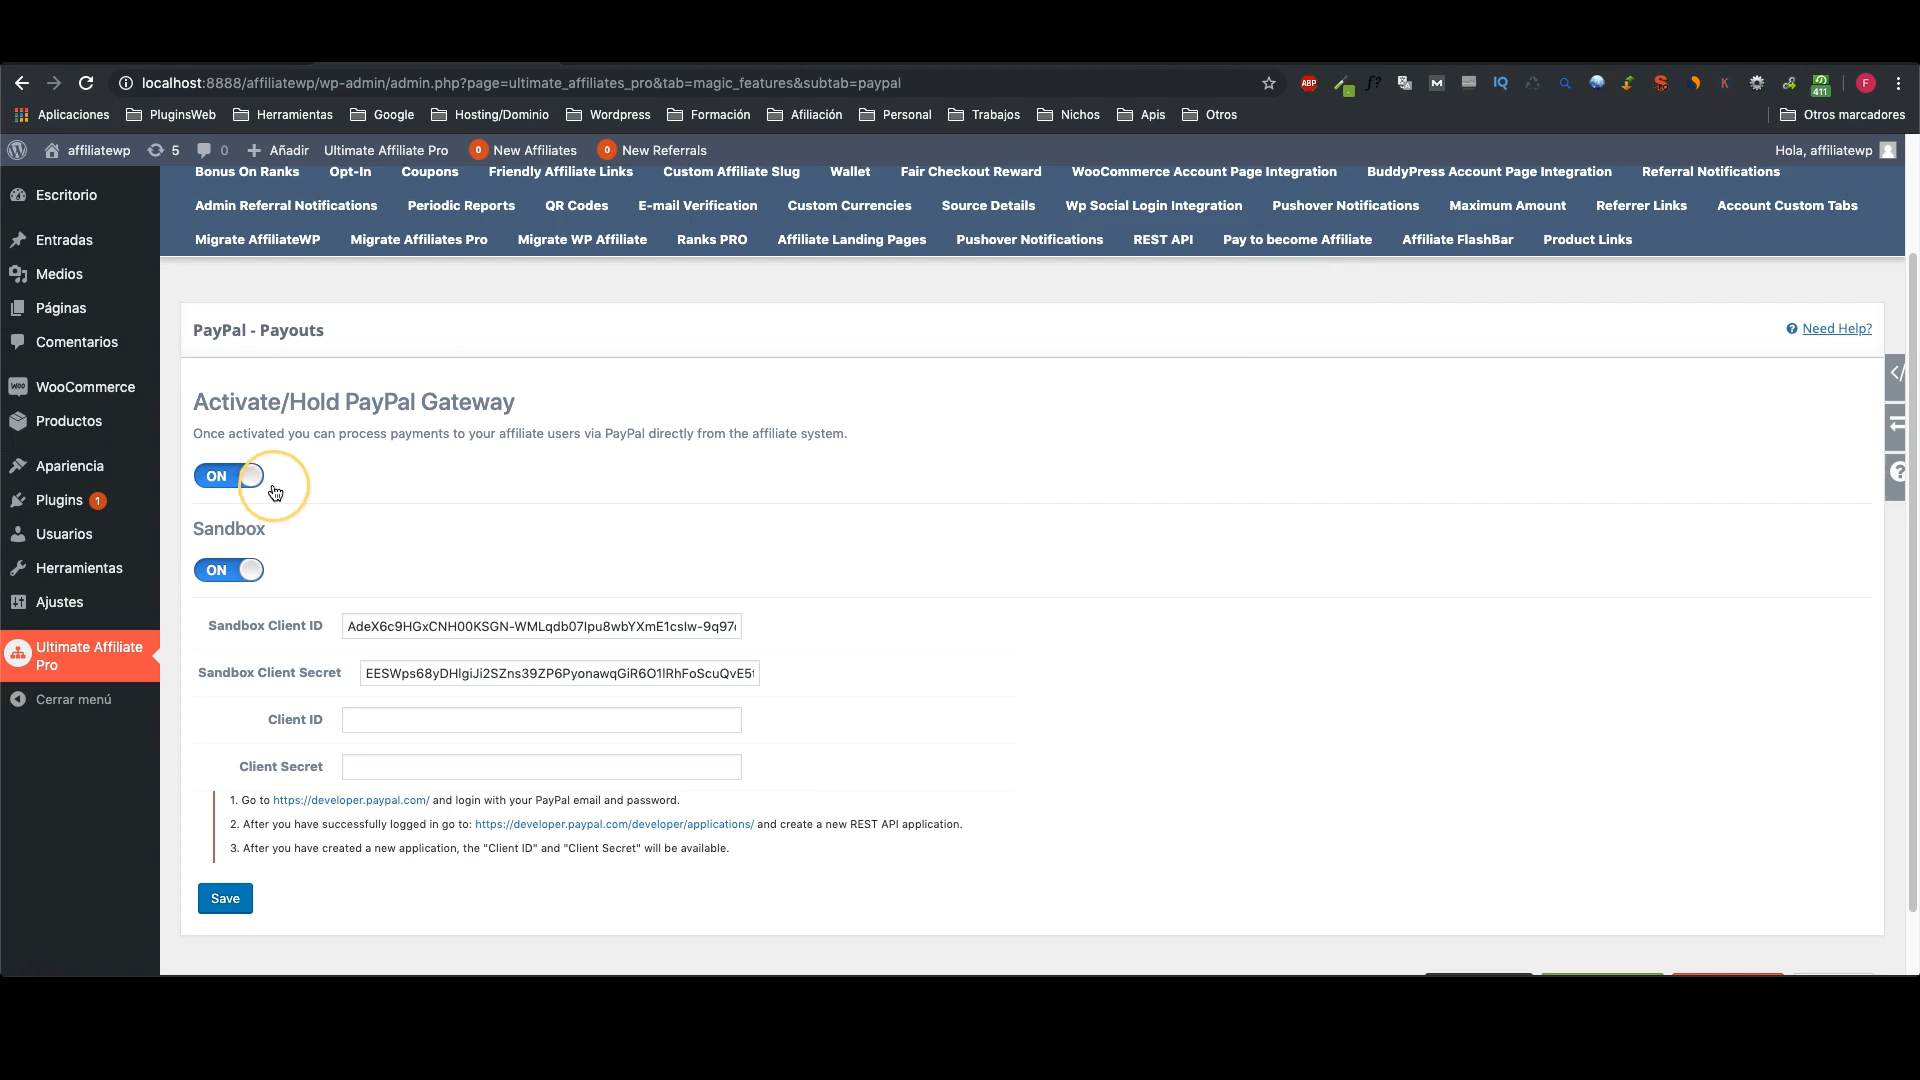 localhost:8888/affiliatewp/wp-admin/admin.php?page=ultimate_affiliates_pro&tab=magic_features&subtab=paypal
ABP f? M IQ K 411 F
Aplicaciones PluginsWeb Herramientas Google Hosting/Dominio Wordpress Formación Afiliación Personal Trabajos Nichos Apis Otros Otros marcadores
affiliatewp 5 0 Añadir Ultimate Affiliate Pro 0 New Affiliates 0 New Referrals Hola, affiliatewp
Bonus On Ranks Opt-In Coupons Friendly Affiliate Links Custom Affiliate Slug Wallet Fair Checkout Reward WooCommerce Account Page Integration BuddyPress Account Page Integration Referral Notifications
Admin Referral Notifications Periodic Reports QR Codes E-mail Verification Custom Currencies Source Details Wp Social Login Integration Pushover Notifications Maximum Amount Referrer Links Account Custom Tabs
Migrate AffiliateWP Migrate Affiliates Pro Migrate WP Affiliate Ranks PRO Affiliate Landing Pages Pushover Notifications REST API Pay to become Affiliate Affiliate FlashBar Product Links
Escritorio
Entradas
Medios
Páginas
Comentarios
WooCommerce
Productos
Apariencia
Plugins 1
Usuarios
Herramientas
Ajustes
Ultimate Affiliate
Pro
Cerrar menú
PayPal - Payouts
Need Help?
Activate/Hold PayPal Gateway
Once activated you can process payments to your affiliate users via PayPal directly from the affiliate system.
ON
Sandbox
ON
Sandbox Client ID
Sandbox Client Secret
Client ID
Client Secret
1. Go to https://developer.paypal.com/ and login with your PayPal email and password.
2. After you have successfully logged in go to: https://developer.paypal.com/developer/applications/ and create a new REST API application.
3. After you have created a new application, the "Client ID" and "Client Secret" will be available.
Save